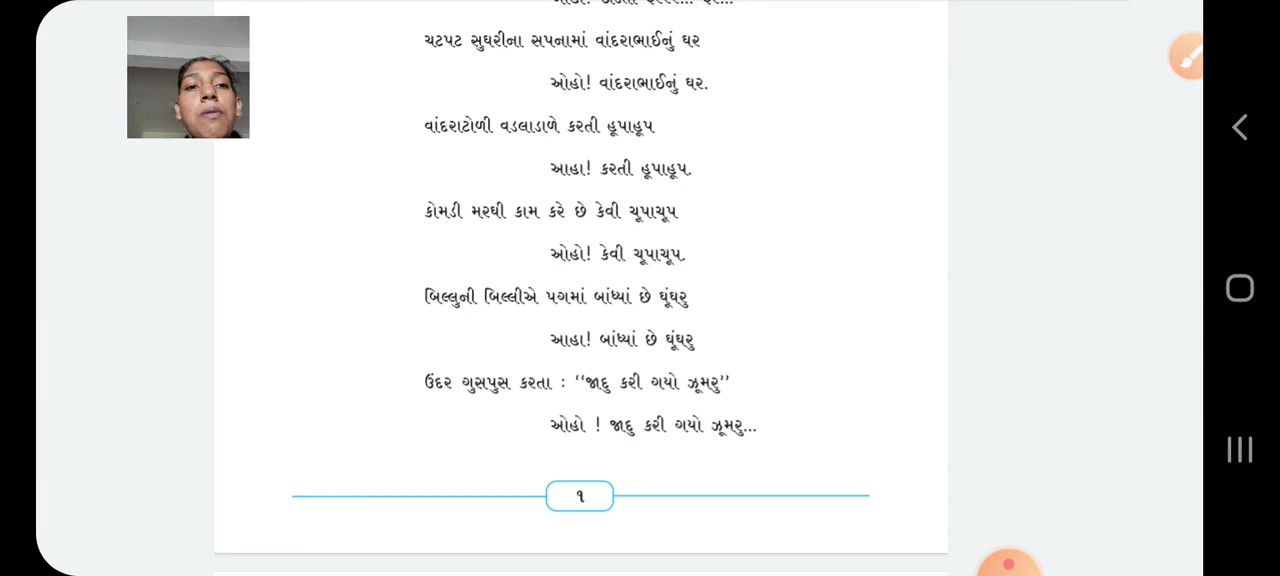 ચટપટ સુઘરીના સપનામાં વાંદરાભાઈનું ઘર
ઓહો! વાંદરાભાઈનું ઘર.
વાંદરાટોળી વડલાડાળે કરતી હૂપાહૂપ
આહા! કરતી હૂપાહૂપ.
કોમડી મરઘી કામ કરે છે કેવી ચૂપાચૂપ
ઓહો! કેવી ચૂપાચૂપ.
બિલ્લુની બિલ્લીએ પગમાં બાંધ્યાં છે ઘૂંઘરુ
આહા! બાંધ્યાં છે ઘૂંઘરુ
ઉંદર ગુસપુસ કરતા : ‘‘જાદુ કરી ગયો ઝૂમરુ’’
ઓહો ! જાદુ કરી ગયો ઝૂમરુ...
૧